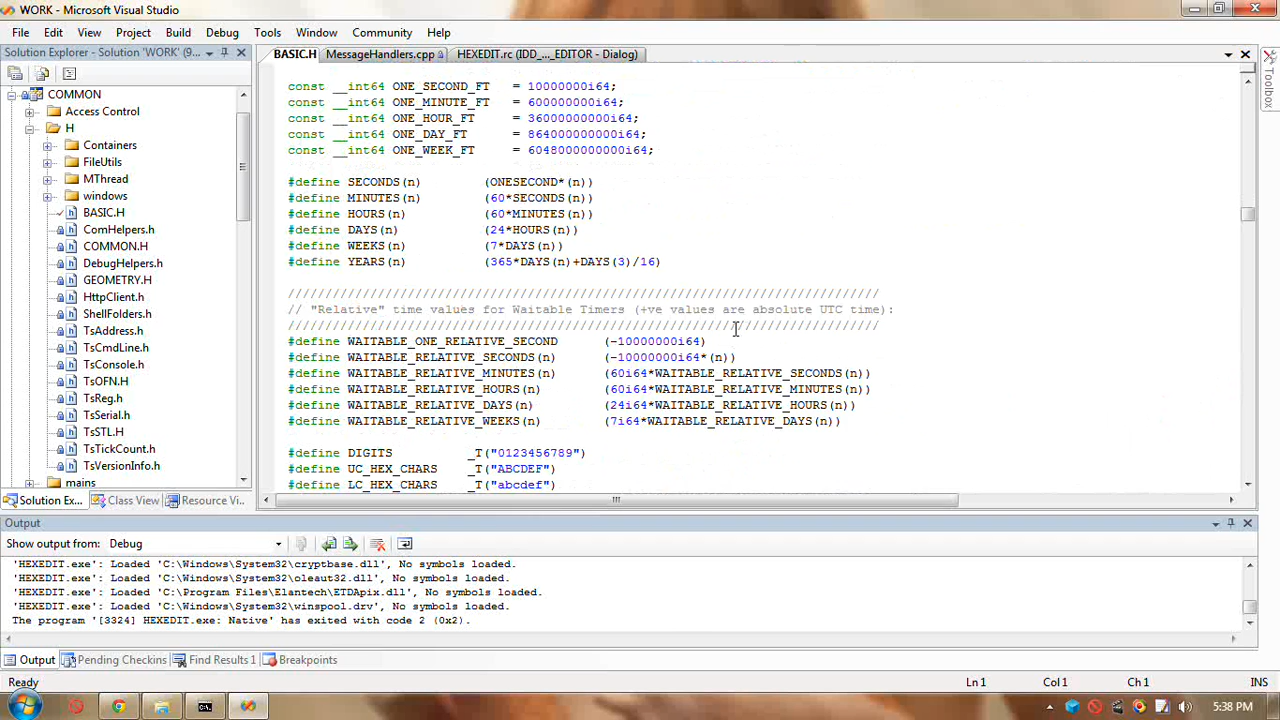 WORK - Microsoft Visual Studio
File Edit View Project Build Debug Tools Window Community Help
Solution Explorer - Solution 'WORK' (9...
BASIC.H MessageHandlers.cpp HEXEDIT.rc (IDD_..._EDITOR - Dialog)
Toolbox
COMMON
Access Control
H
Containers
FileUtils
MThread
windows
BASIC.H
ComHelpers.h
COMMON.H
DebugHelpers.h
GEOMETRY.H
HttpClient.h
ShellFolders.h
TsAddress.h
TsCmdLine.h
TsConsole.h
TsOFN.H
TsReg.h
TsSerial.h
TsSTL.H
TsTickCount.h
TsVersionInfo.h
mains
Solution Ex... Class View Resource Vi...
const __int64 ONE_SECOND_FT = 10000000i64;
const __int64 ONE_MINUTE_FT = 600000000i64;
const __int64 ONE_HOUR_FT = 36000000000i64;
const __int64 ONE_DAY_FT = 864000000000i64;
const __int64 ONE_WEEK_FT = 6048000000000i64;
#define SECONDS(n) (ONESECOND*(n))
#define MINUTES(n) (60*SECONDS(n))
#define HOURS(n) (60*MINUTES(n))
#define DAYS(n) (24*HOURS(n))
#define WEEKS(n) (7*DAYS(n))
#define YEARS(n) (365*DAYS(n)+DAYS(3)/16)
////////////////////////////////////////////////////////////////////////////////
// "Relative" time values for Waitable Timers (+ve values are absolute UTC time):
////////////////////////////////////////////////////////////////////////////////
#define WAITABLE_ONE_RELATIVE_SECOND (-10000000i64)
#define WAITABLE_RELATIVE_SECONDS(n) (-10000000i64*(n))
#define WAITABLE_RELATIVE_MINUTES(n) (60i64*WAITABLE_RELATIVE_SECONDS(n))
#define WAITABLE_RELATIVE_HOURS(n) (60i64*WAITABLE_RELATIVE_MINUTES(n))
#define WAITABLE_RELATIVE_DAYS(n) (24i64*WAITABLE_RELATIVE_HOURS(n))
#define WAITABLE_RELATIVE_WEEKS(n) (7i64*WAITABLE_RELATIVE_DAYS(n))
#define DIGITS _T("0123456789")
#define UC_HEX_CHARS _T("ABCDEF")
#define LC_HEX_CHARS _T("abcdef")
Output
Show output from: Debug
'HEXEDIT.exe': Loaded 'C:\Windows\System32\cryptbase.dll', No symbols loaded.
'HEXEDIT.exe': Loaded 'C:\Windows\System32\oleaut32.dll', No symbols loaded.
'HEXEDIT.exe': Loaded 'C:\Program Files\Elantech\ETDApix.dll', No symbols loaded.
'HEXEDIT.exe': Loaded 'C:\Windows\System32\winspool.drv', No symbols loaded.
The program '[3324] HEXEDIT.exe: Native' has exited with code 2 (0x2).
Output Pending Checkins Find Results 1 Breakpoints
Ready Ln 1 Col 1 Ch 1 INS
5:38 PM